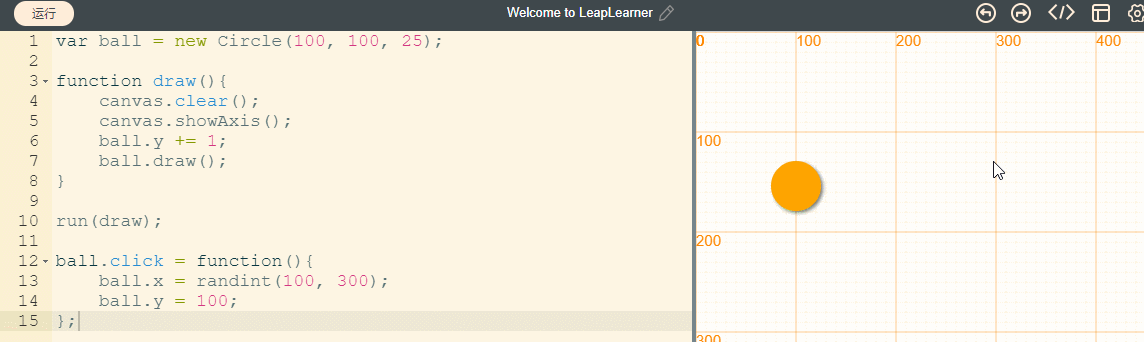 运行
Welcome to LeapLearner
1 var ball = new Circle(100, 100, 25);
2
3 function draw(){
4 canvas.clear();
5 canvas.showAxis();
6 ball.y += 1;
7 ball.draw();
8 }
9
10 run(draw);
11
12 ball.click = function(){
13 ball.x = randint(100, 300);
14 ball.y = 100;
15 };
0 100 200 300 400
100
200
300